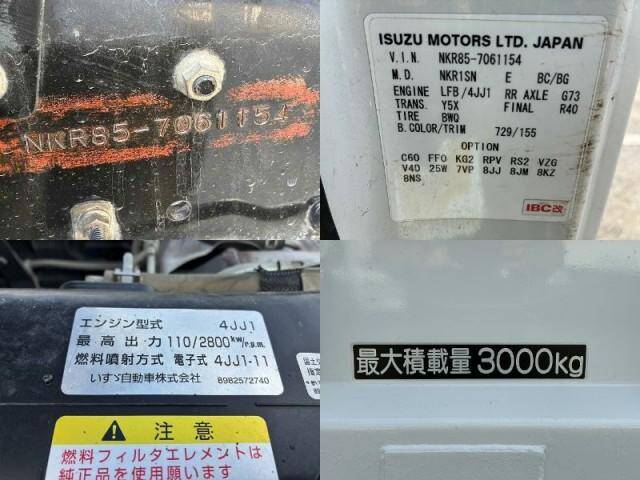 NKR85-7061154
ISUZU MOTORS LTD. JAPAN
V.I.N. NKR85-7061154
M.D. NKR1SN E BC/BG
ENGINE LFB/4JJ1 RR AXLE G73
TRANS. Y5X FINAL R40
TIRE BWQ
B.COLOR/TRIM 729/155
OPTION
C60 FF0 KG2 RPV RS2 VZG
V4D 25W 7VP 8JJ 8JM 8KZ
8NS
IBC改
エンジン型式 4JJ1
最高出力 110/2800kw/r.p.m.
燃料噴射方式 電子式 4JJ1-11
いすゞ自動車株式会社 8982572740
注意
燃料フィルタエレメントは
純正品を使用願います
最大積載量 3000kg